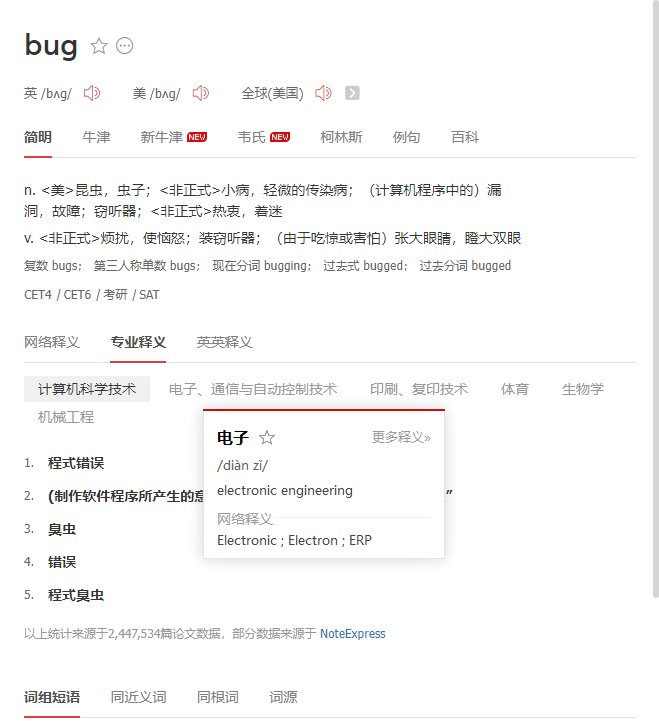 bug
英 /bʌɡ/ 美 /bʌɡ/ 全球(美国)
简明 牛津 新牛津 NEW 韦氏 NEW 柯林斯 例句 百科
n. <美>昆虫，虫子；<非正式>小病，轻微的传染病；（计算机程序中的）漏
洞，故障；窃听器；<非正式>热衷，着迷
v. <非正式>烦扰，使恼怒；装窃听器；（由于吃惊或害怕）张大眼睛，瞪大双眼
复数 bugs； 第三人称单数 bugs； 现在分词 bugging； 过去式 bugged； 过去分词 bugged
CET4 / CET6 / 考研 / SAT
网络释义 专业释义 英英释义
计算机科学技术 电子、通信与自动控制技术 印刷、复印技术 体育 生物学
机械工程
电子 更多释义»
/diàn zǐ/
electronic engineering
网络释义
Electronic ; Electron ; ERP
1. 程式错误
2. (制作软件程序所产生的意 ”
3. 臭虫
4. 错误
5. 程式臭虫
以上统计来源于2,447,534篇论文数据，部分数据来源于 NoteExpress
词组短语 同近义词 同根词 词源